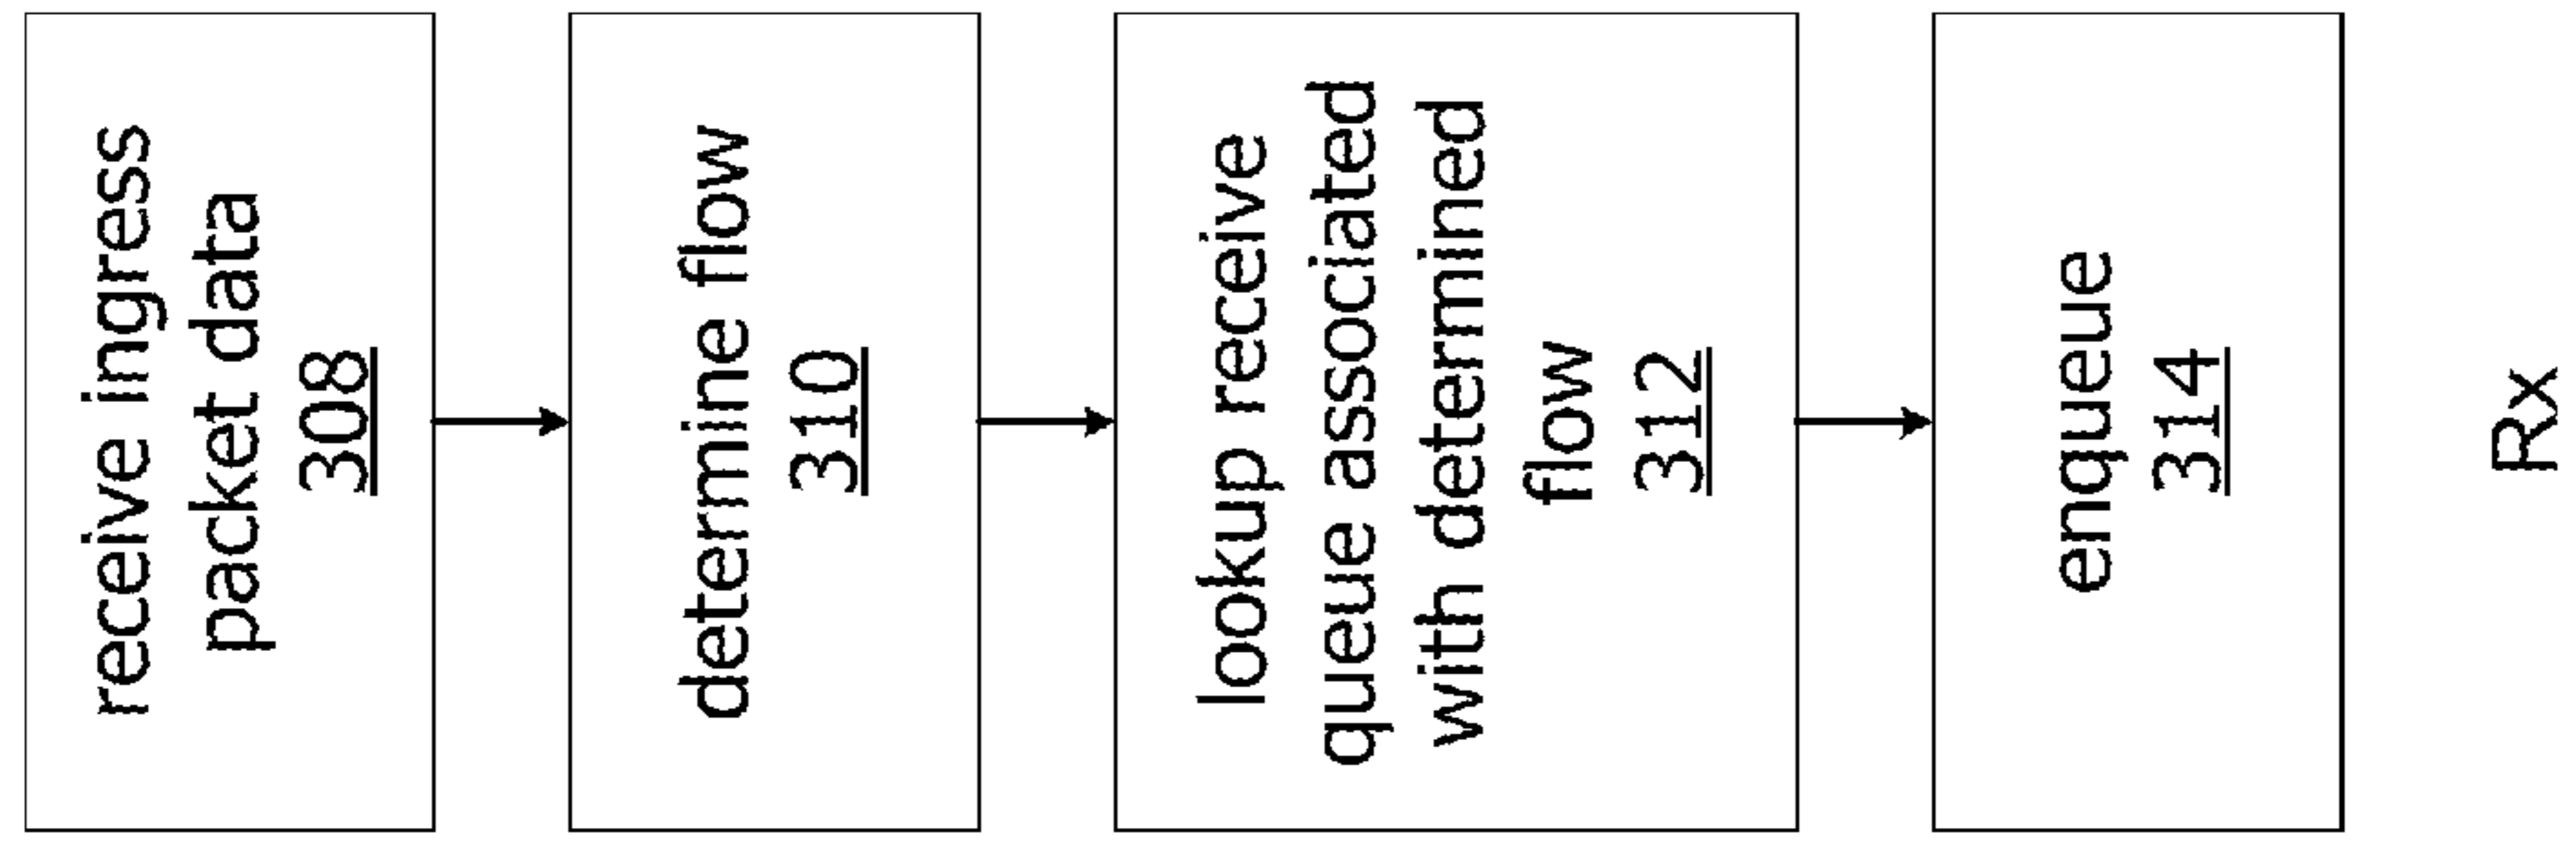 receive ingress
packet data
308
determine flow
310
lookup receive
queue associated
with determined
flow
312
enqueue
314
Rx